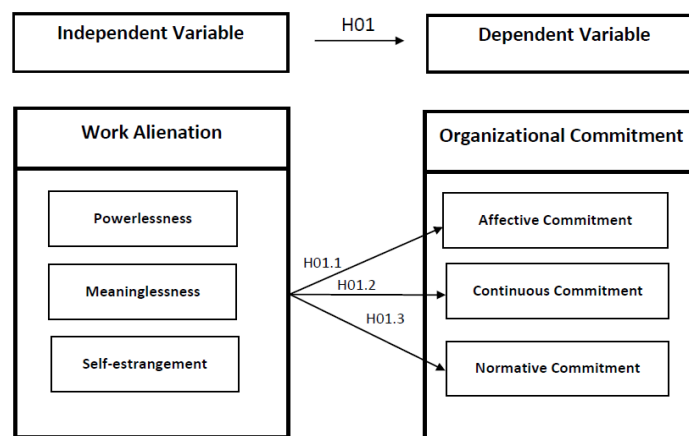 Independent Variable
H01
Dependent Variable
Work Alienation
Organizational Commitment
Powerlessness
Meaninglessness
Self-estrangement
H01.1
H01.2
H01.3
Affective Commitment
Continuous Commitment
Normative Commitment